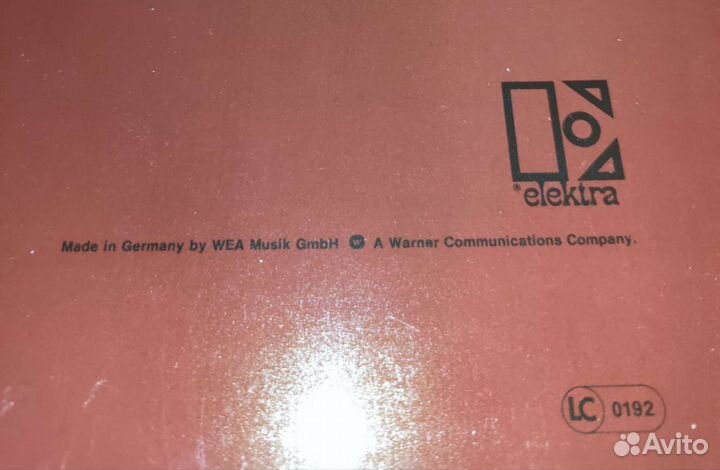 ® elektra
Made in Germany by WEA Musik GmbH W A Warner Communications Company.
LC 0192
Avito